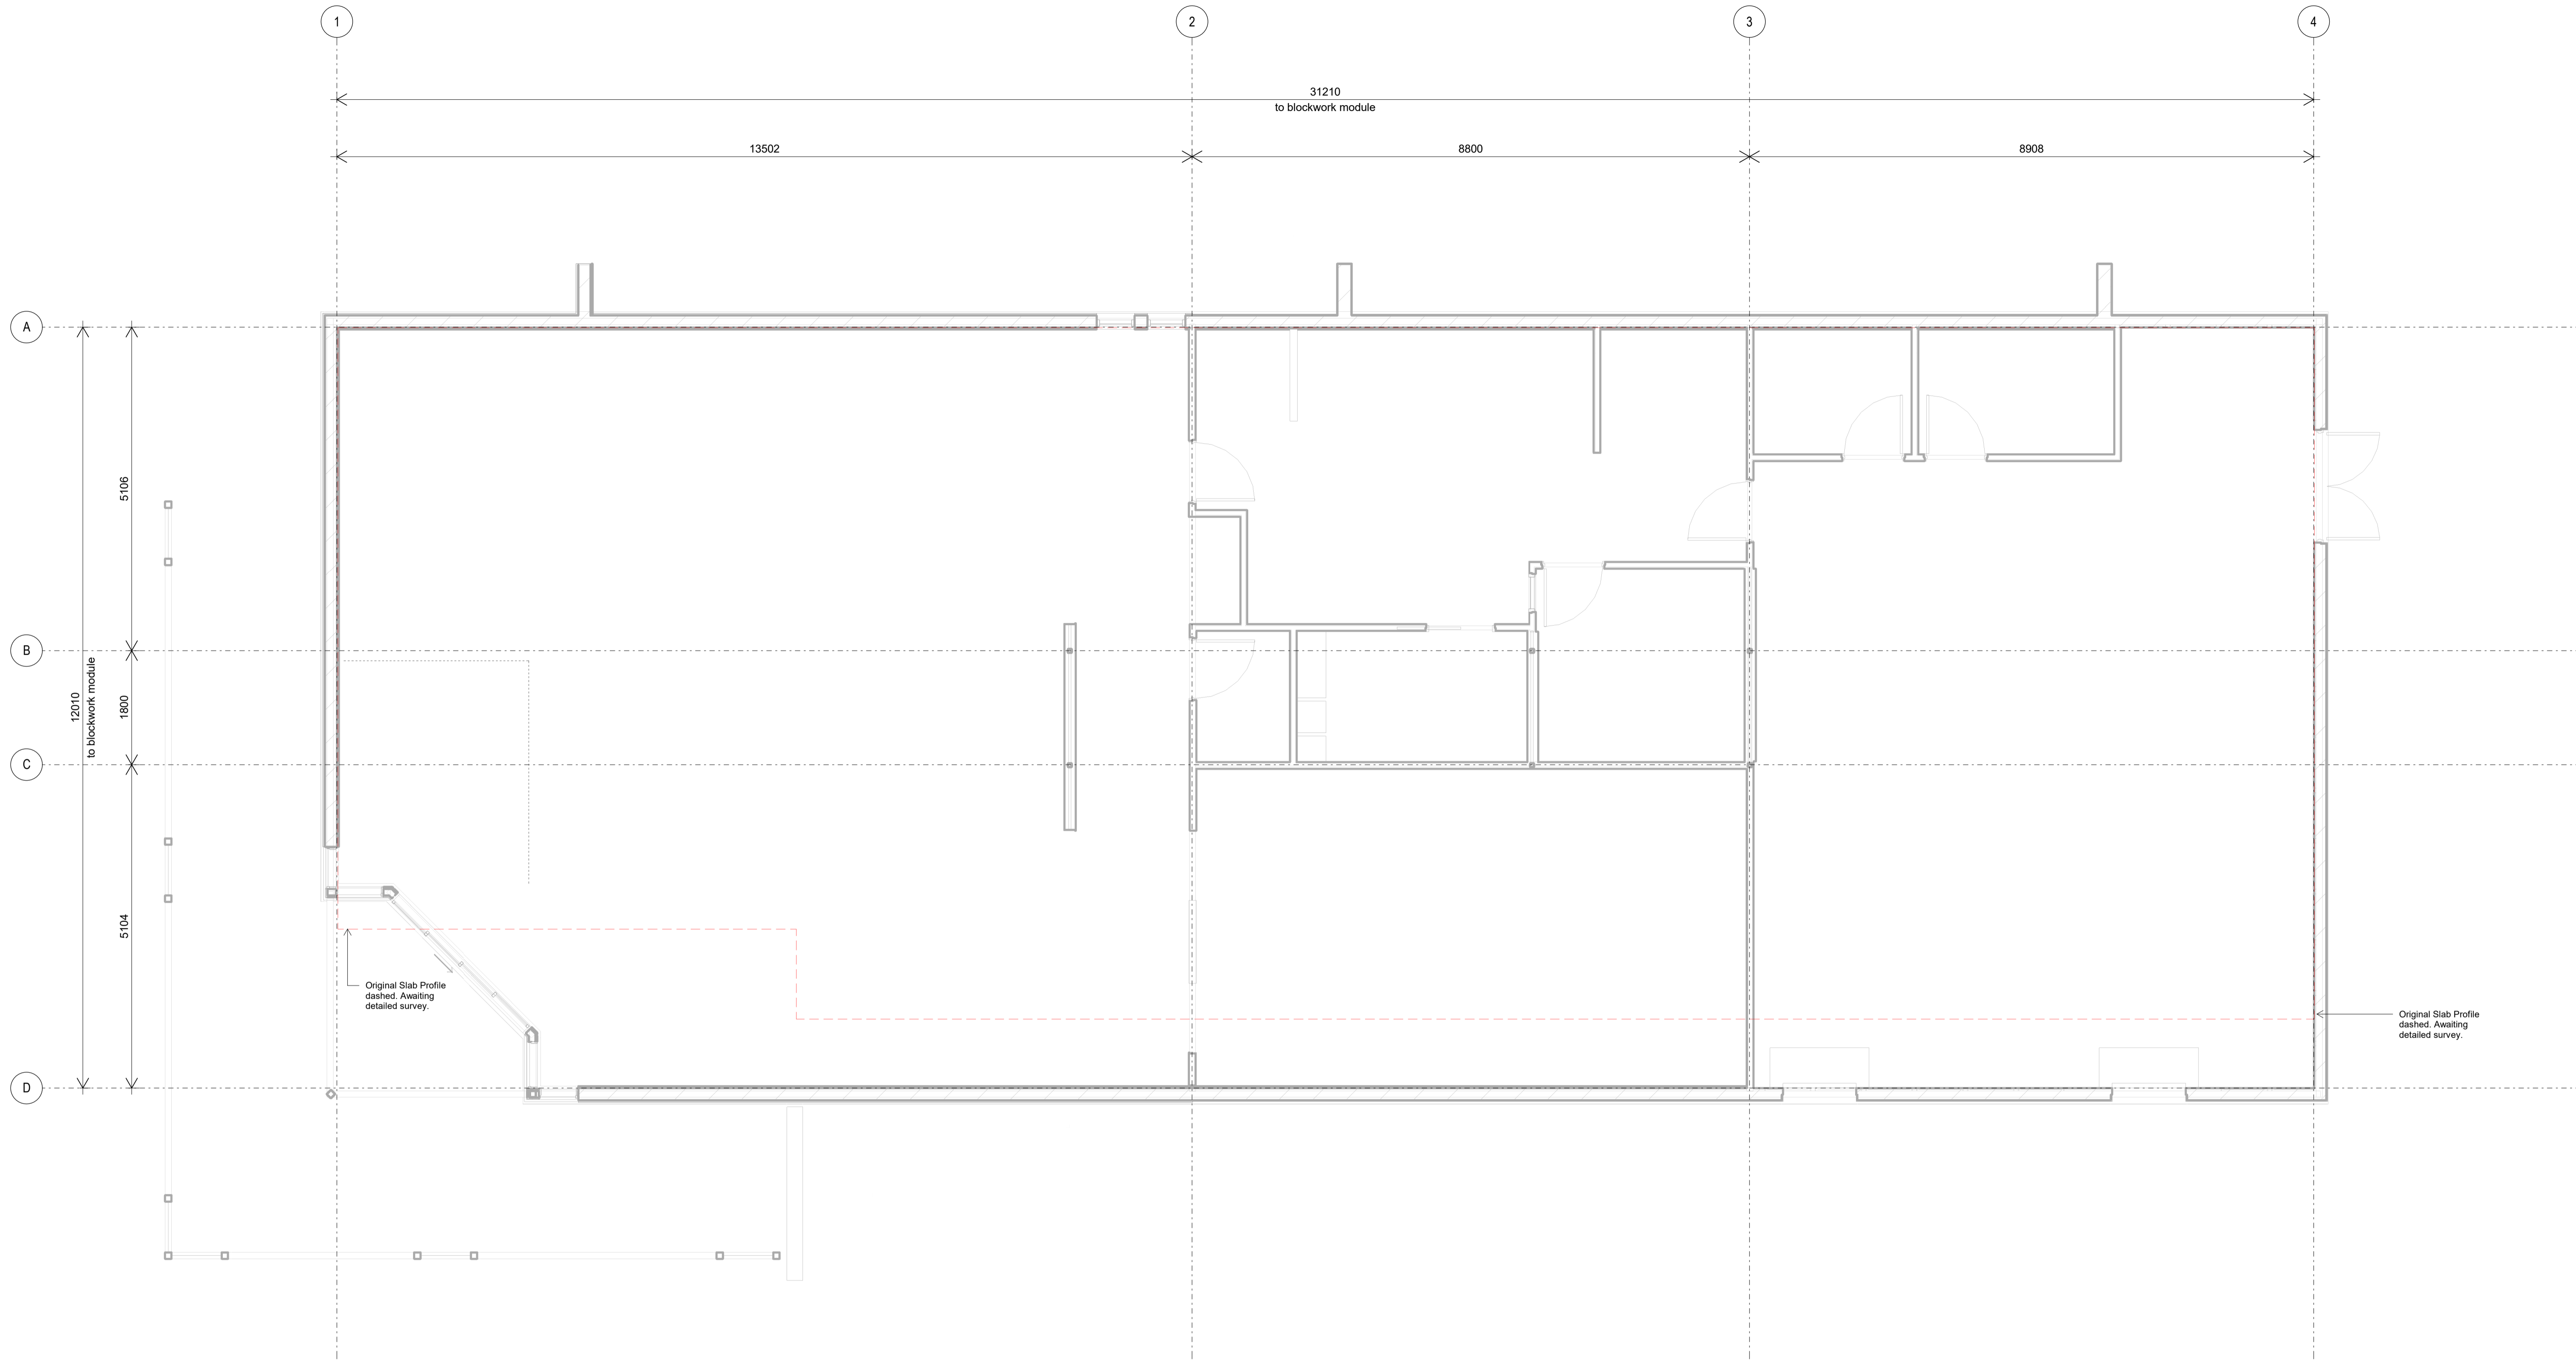 1
2
3
4
31210
to blockwork module
13502
8800
8908
A
5106
B
12010
to blockwork module
1800
C
5104
Original Slab Profile
dashed. Awaiting
detailed survey.
Original Slab Profile
dashed. Awaiting
detailed survey.
D